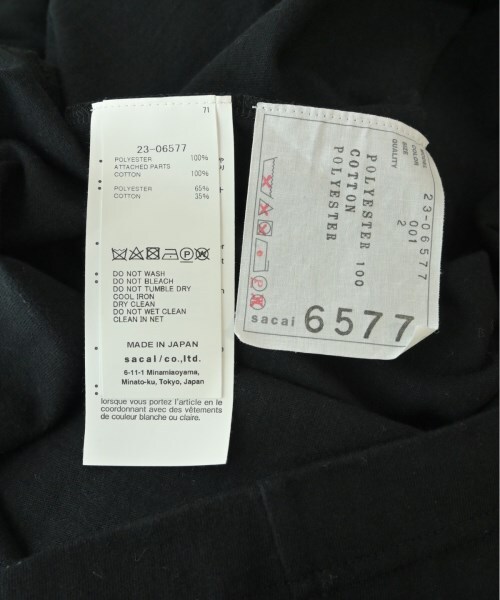 71
23-06577
POLYESTER 100%
ATTACHED PARTS
COTTON 100%
POLYESTER 65%
COTTON 35%
DO NOT WASH
DO NOT BLEACH
DO NOT TUMBLE DRY
COOL IRON
DRY CLEAN
DO NOT WET CLEAN
CLEAN IN NET
MADE IN JAPAN
sacai/co.,ltd.
6-11-1 Minamiaoyama,
Minato-ku, Tokyo, Japan
lorsque vous portez l'article en le
coordonnant avec des vêtements
de couleur blanche ou claire.
23-06577
COLOR 001
SIZE 2
QUALITY
POLYESTER 100
COTTON
POLYESTER
sacai 6577